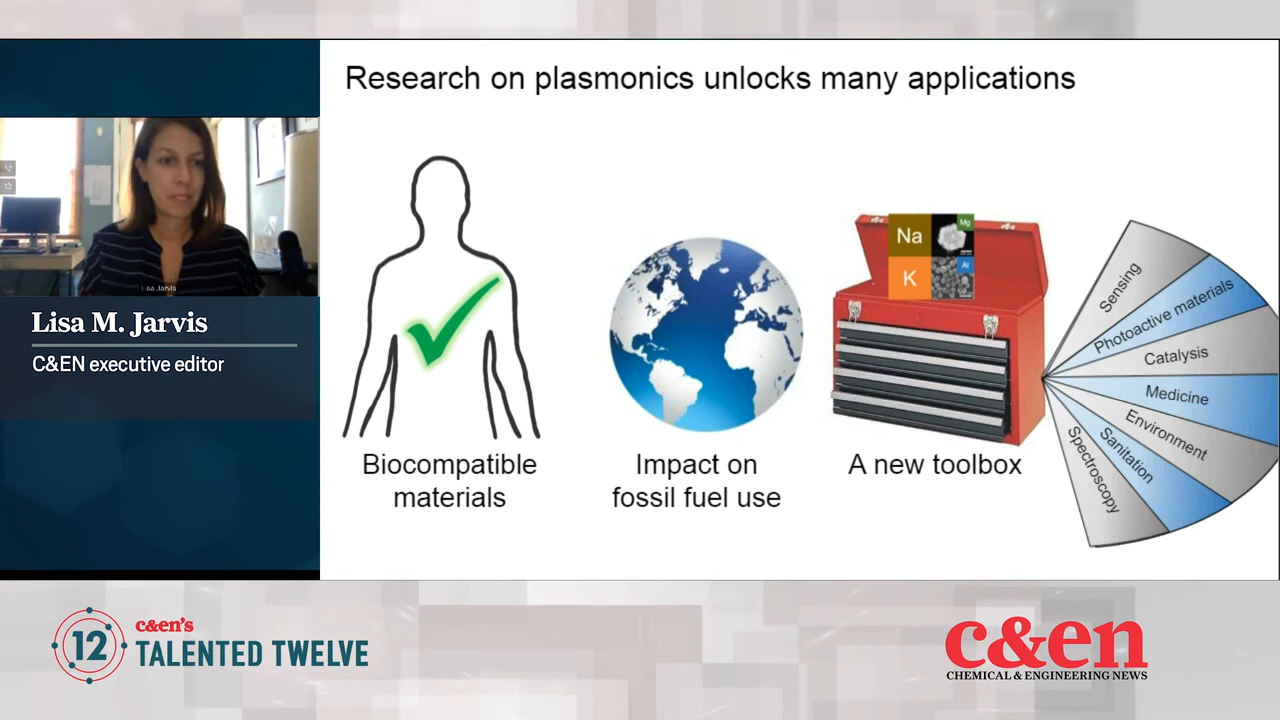 Research on plasmonics unlocks many applications
Lisa Jarvis
Lisa M. Jarvis
C&EN executive editor
Na
Mg
K
Al
Biocompatible
materials
Impact on
fossil fuel use
A new toolbox
Sensing
Photoactive materials
Catalysis
Medicine
Environment
Sanitation
Spectroscopy
12
c&en's
TALENTED TWELVE
c&en
CHEMICAL & ENGINEERING NEWS